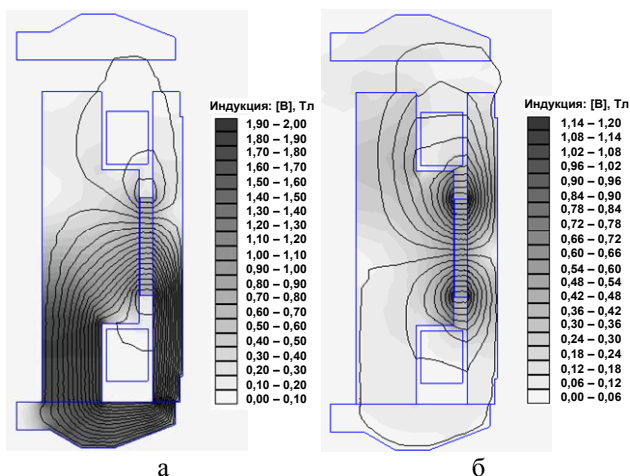 Индукция: [B], Тл
1,90 – 2,00
1,80 – 1,90
1,70 – 1,80
1,60 – 1,70
1,50 – 1,60
1,40 – 1,50
1,30 – 1,40
1,20 – 1,30
1,10 – 1,20
1,00 – 1,10
0,90 – 1,00
0,80 – 0,90
0,70 – 0,80
0,60 – 0,70
0,50 – 0,60
0,40 – 0,50
0,30 – 0,40
0,20 – 0,30
0,10 – 0,20
0,00 – 0,10
а
Индукция: [B], Тл
1,14 – 1,20
1,08 – 1,14
1,02 – 1,08
0,96 – 1,02
0,90 – 0,96
0,84 – 0,90
0,78 – 0,84
0,72 – 0,78
0,66 – 0,72
0,60 – 0,66
0,54 – 0,60
0,48 – 0,54
0,42 – 0,48
0,36 – 0,42
0,30 – 0,36
0,24 – 0,30
0,18 – 0,24
0,12 – 0,18
0,06 – 0,12
0,00 – 0,06
б